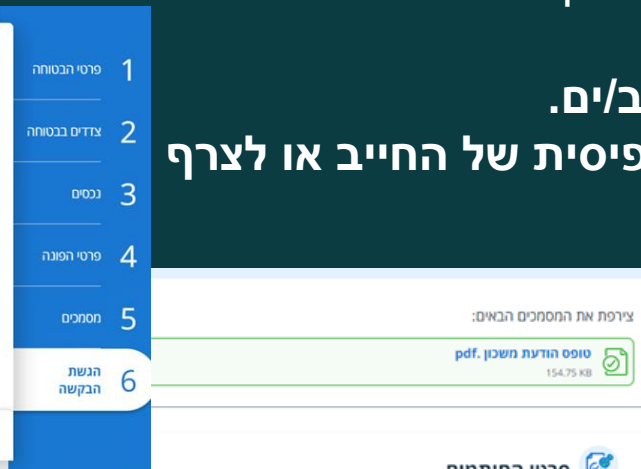 ב/ים.
פיסית של החייב או לצרף
1 פרטי הבטוחה
2 צדדים בבטוחה
3 נכסים
4 פרטי הפונה
5 מסמכים
6 הגשת
הבקשה
צירפת את המסמכים הבאים:
טופס הודעת משכון .pdf
154.75 KB